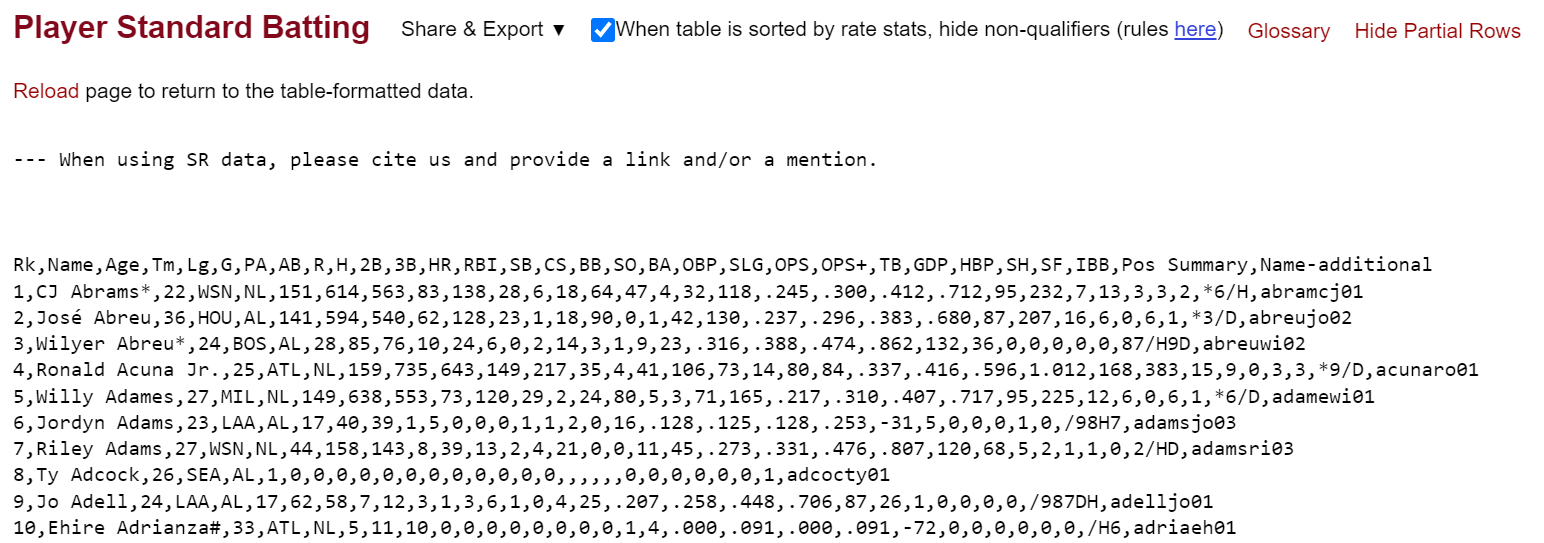 Player Standard Batting Share & Export ▼ When table is sorted by rate stats, hide non-qualifiers (rules here) Glossary Hide Partial Rows
Reload page to return to the table-formatted data.
--- When using SR data, please cite us and provide a link and/or a mention.
Rk,Name,Age,Tm,Lg,G,PA,AB,R,H,2B,3B,HR,RBI,SB,CS,BB,SO,BA,OBP,SLG,OPS,OPS+,TB,GDP,HBP,SH,SF,IBB,Pos Summary,Name-additional
1,CJ Abrams*,22,WSN,NL,151,614,563,83,138,28,6,18,64,47,4,32,118,.245,.300,.412,.712,95,232,7,13,3,3,2,*6/H,abramcj01
2,José Abreu,36,HOU,AL,141,594,540,62,128,23,1,18,90,0,1,42,130,.237,.296,.383,.680,87,207,16,6,0,6,1,*3/D,abreujo02
3,Wilyer Abreu*,24,BOS,AL,28,85,76,10,24,6,0,2,14,3,1,9,23,.316,.388,.474,.862,132,36,0,0,0,0,0,87/H9D,abreuwi02
4,Ronald Acuna Jr.,25,ATL,NL,159,735,643,149,217,35,4,41,106,73,14,80,84,.337,.416,.596,1.012,168,383,15,9,0,3,3,*9/D,acunaro01
5,Willy Adames,27,MIL,NL,149,638,553,73,120,29,2,24,80,5,3,71,165,.217,.310,.407,.717,95,225,12,6,0,6,1,*6/D,adamewi01
6,Jordyn Adams,23,LAA,AL,17,40,39,1,5,0,0,0,1,1,2,0,16,.128,.125,.128,.253,-31,5,0,0,0,1,0,/98H7,adamsjo03
7,Riley Adams,27,WSN,NL,44,158,143,8,39,13,2,4,21,0,0,11,45,.273,.331,.476,.807,120,68,5,2,1,1,0,2/HD,adamsri03
8,Ty Adcock,26,SEA,AL,1,0,0,0,0,0,0,0,0,0,0,0,0,,,,,,0,0,0,0,0,0,1,adcocty01
9,Jo Adell,24,LAA,AL,17,62,58,7,12,3,1,3,6,1,0,4,25,.207,.258,.448,.706,87,26,1,0,0,0,0,/987DH,adelljo01
10,Ehire Adrianza#,33,ATL,NL,5,11,10,0,0,0,0,0,0,0,0,1,4,.000,.091,.000,.091,-72,0,0,0,0,0,0,/H6,adriaeh01